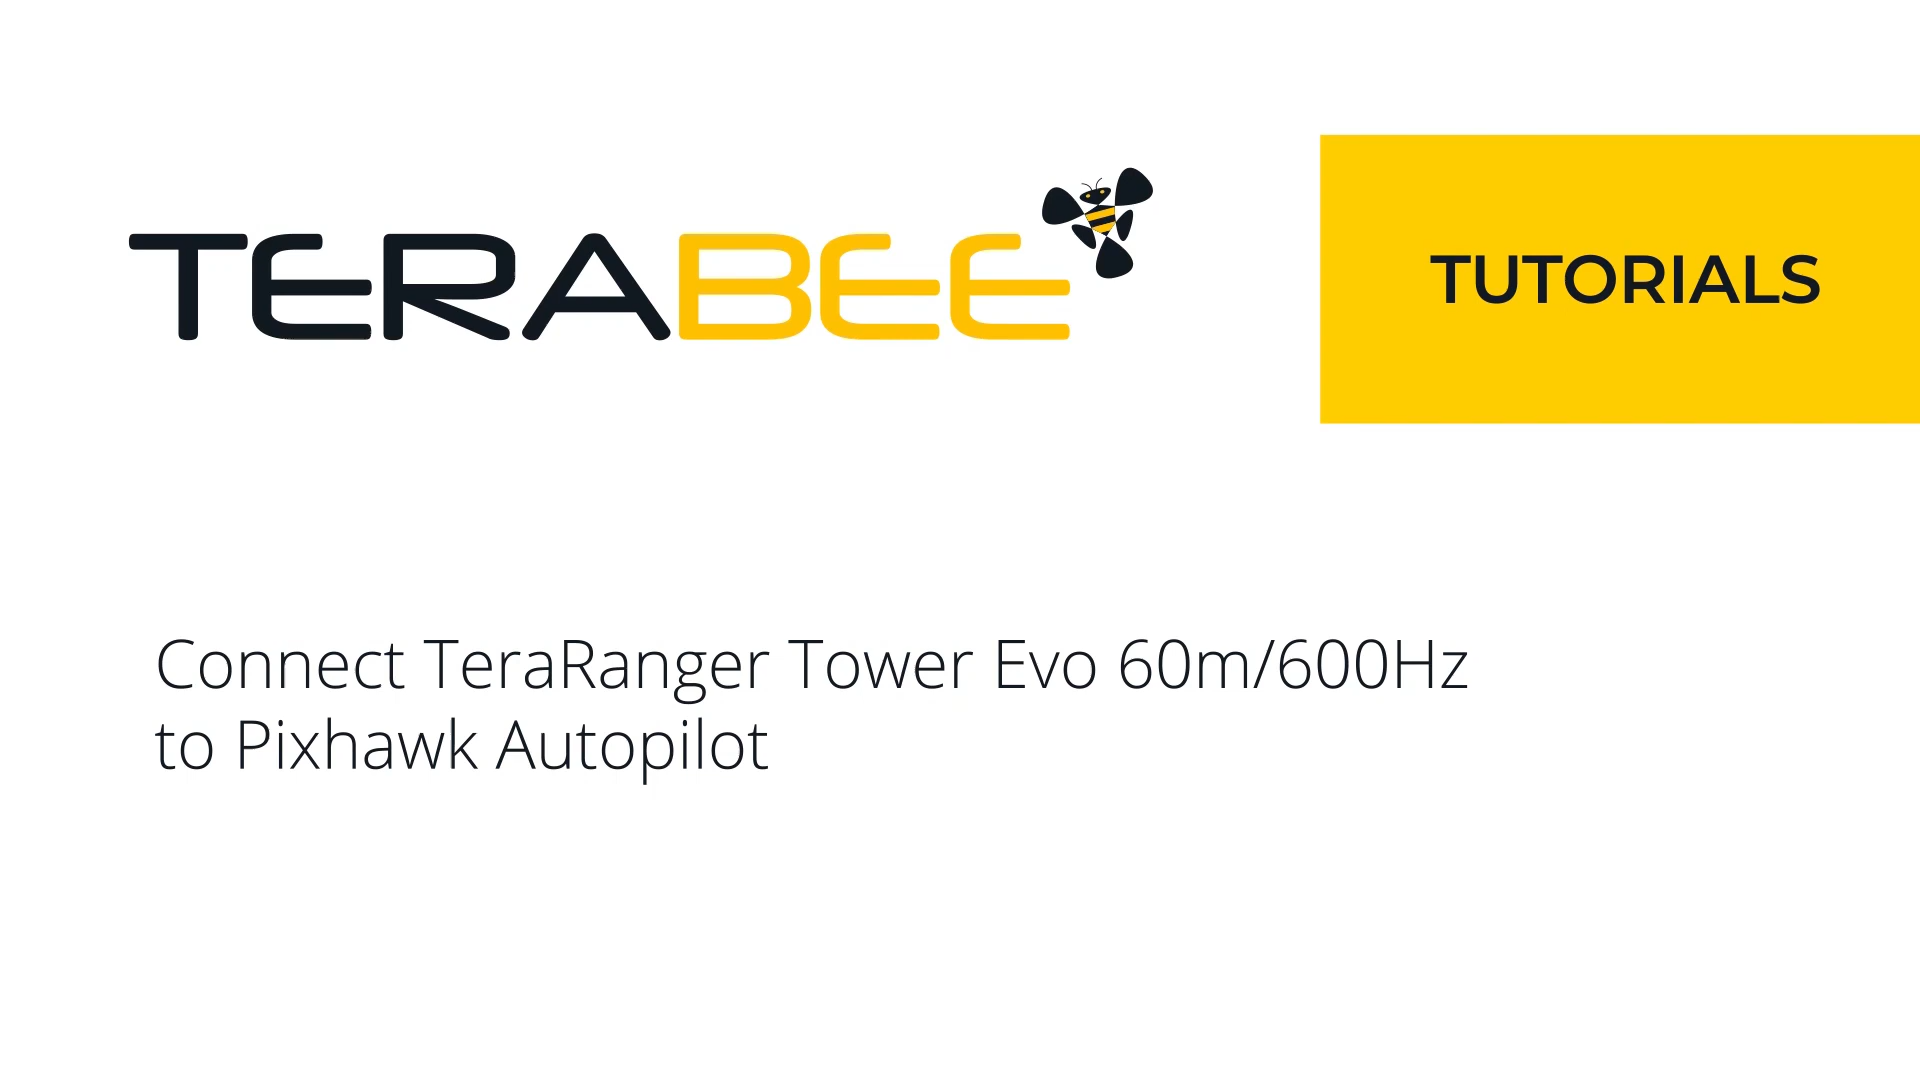 TERABEE
TUTORIALS
Connect TeraRanger Tower Evo 60m/600Hz
to Pixhawk Autopilot